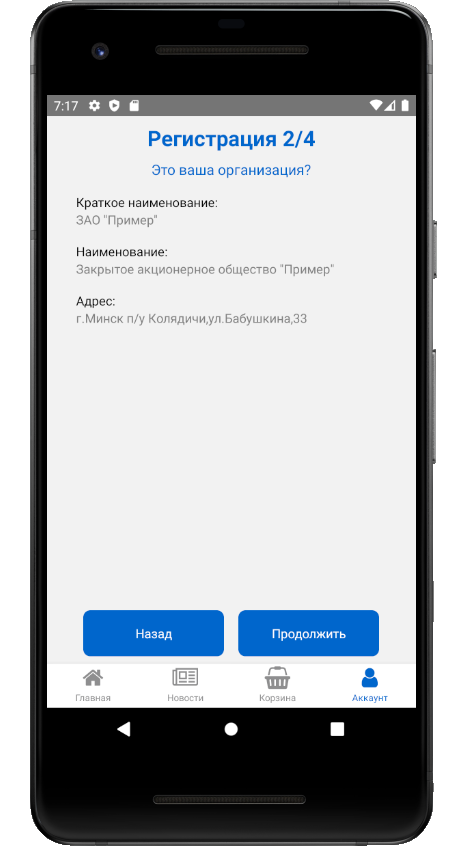 7:17
Регистрация 2/4
Это ваша организация?
Краткое наименование:
ЗАО "Пример"
Наименование:
Закрытое акционерное общество "Пример"
Адрес:
г.Минск п/у Колядичи,ул.Бабушкина,33
Назад
Продолжить
Главная
Новости
Корзина
Аккаунт